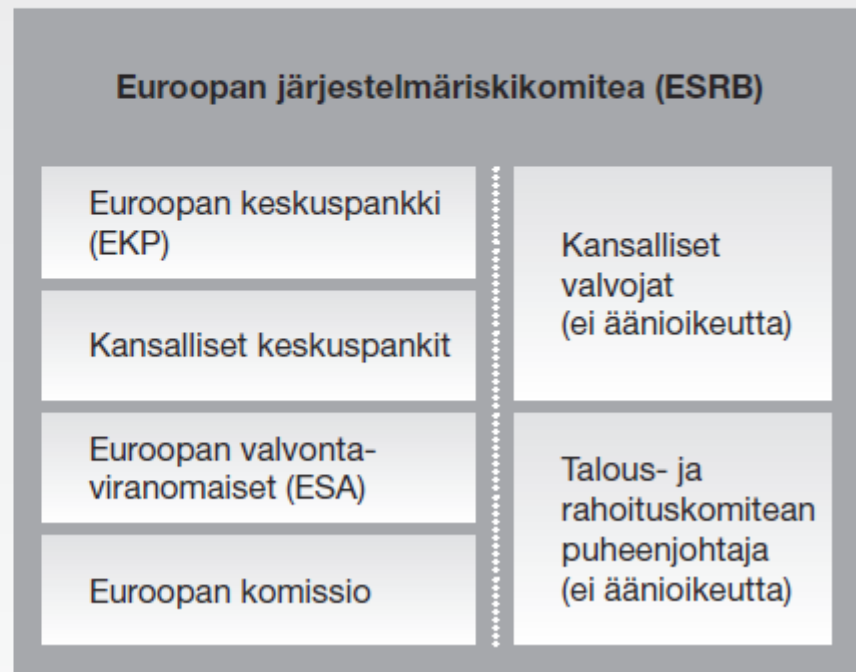 Euroopan järjestelmäriskikomitea (ESRB)
Euroopan keskuspankki
(EKP)
Kansalliset keskuspankit
Euroopan valvonta-
viranomaiset (ESA)
Euroopan komissio
Kansalliset
valvojat
(ei äänioikeutta)
Talous- ja
rahoituskomitean
puheenjohtaja
(ei äänioikeutta)